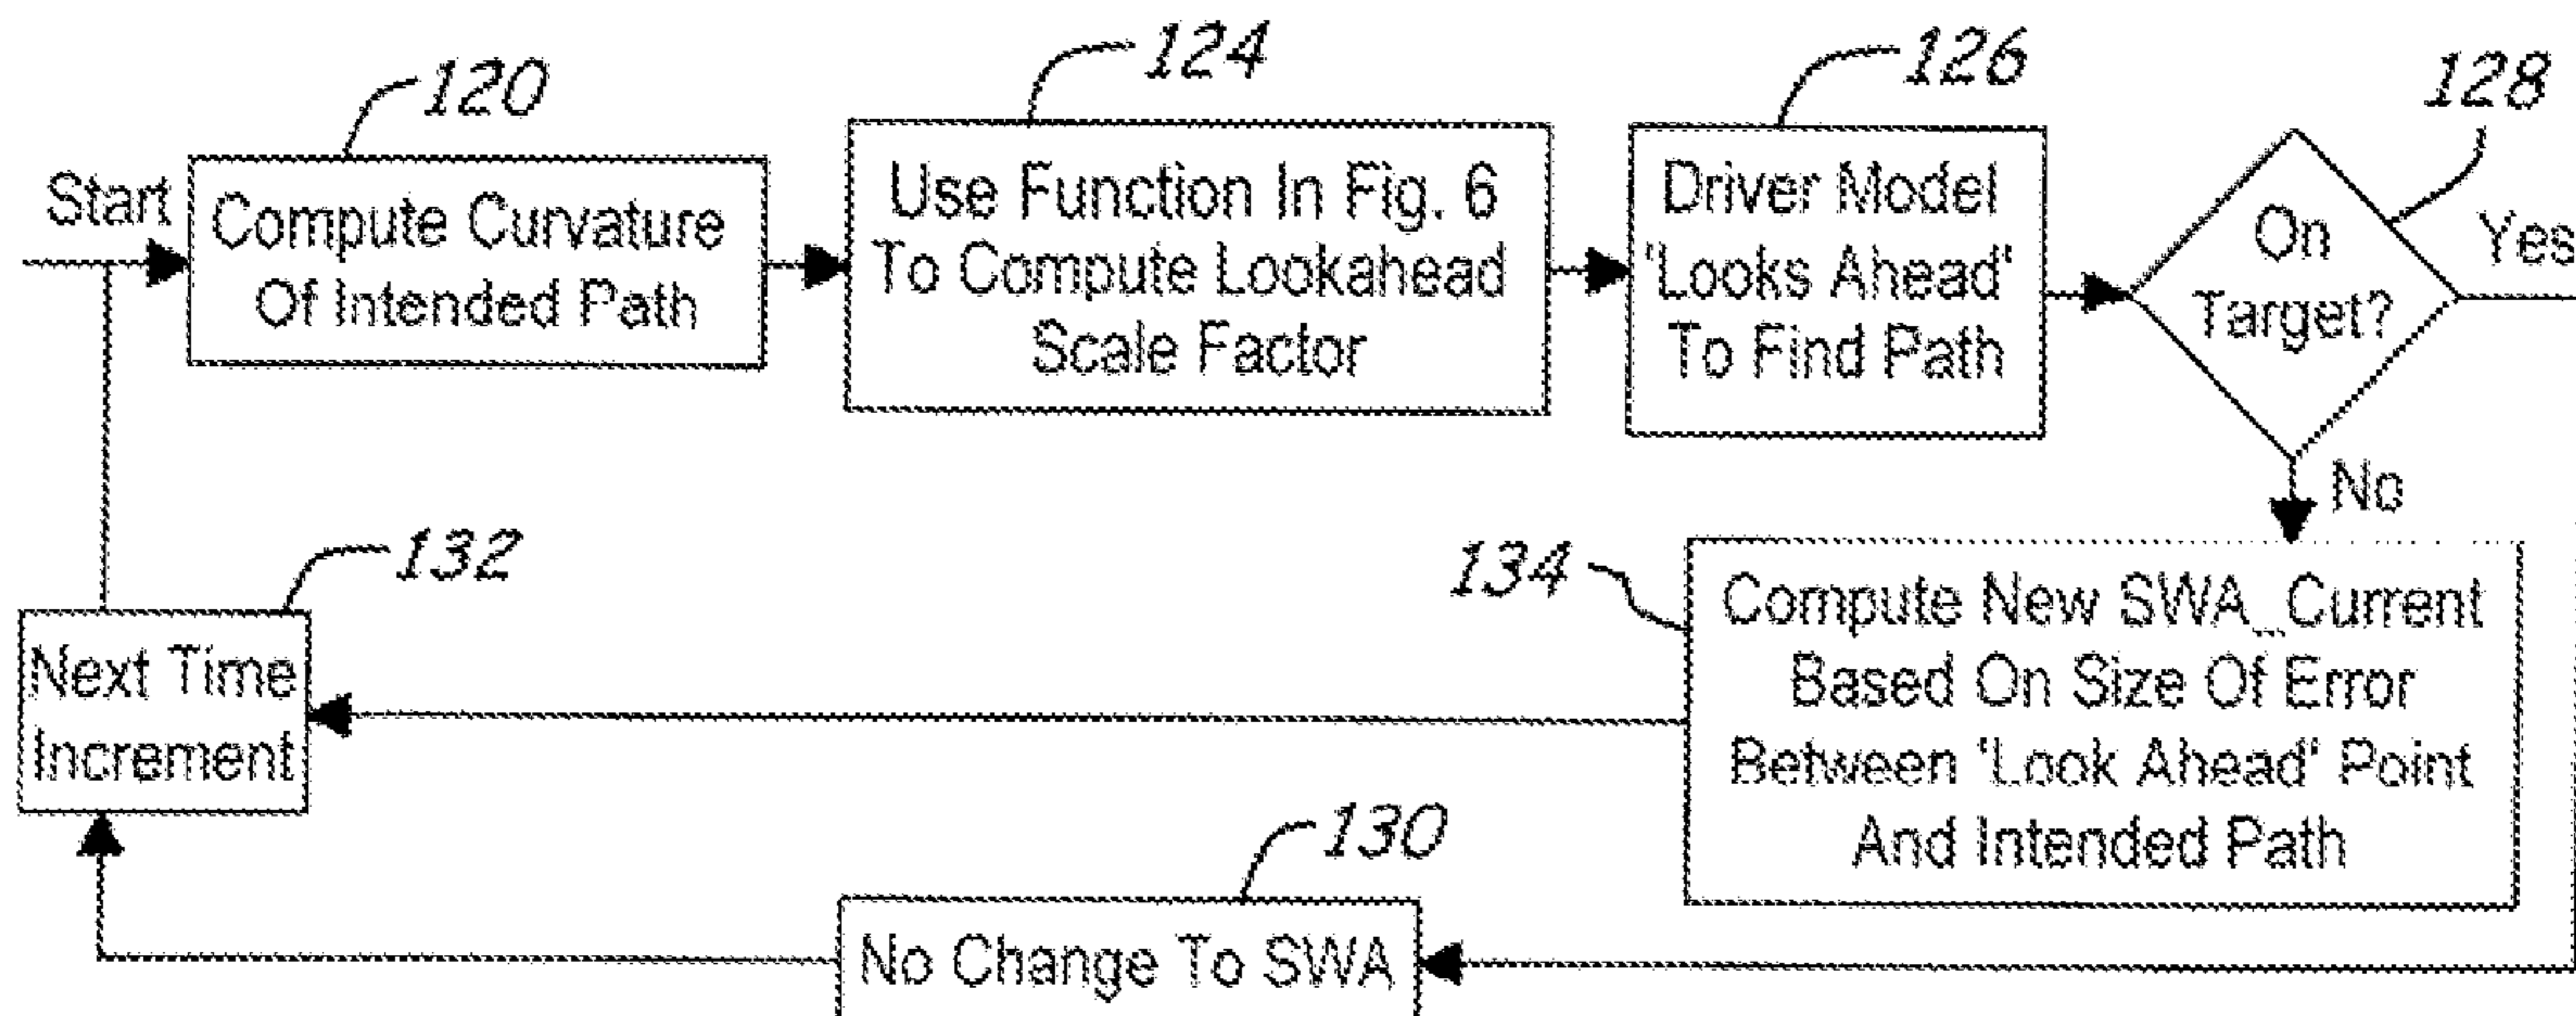 120
124
126
128
Start
Compute Curvature
Of Intended Path
Use Function In Fig. 6
To Compute Lookahead
Scale Factor
Driver Model
'Looks Ahead'
To Find Path
On
Target?
Yes
No
132
Next Time
Increment
134
Compute New SWA_Current
Based On Size Of Error
Between 'Look Ahead' Point
And Intended Path
130
No Change To SWA